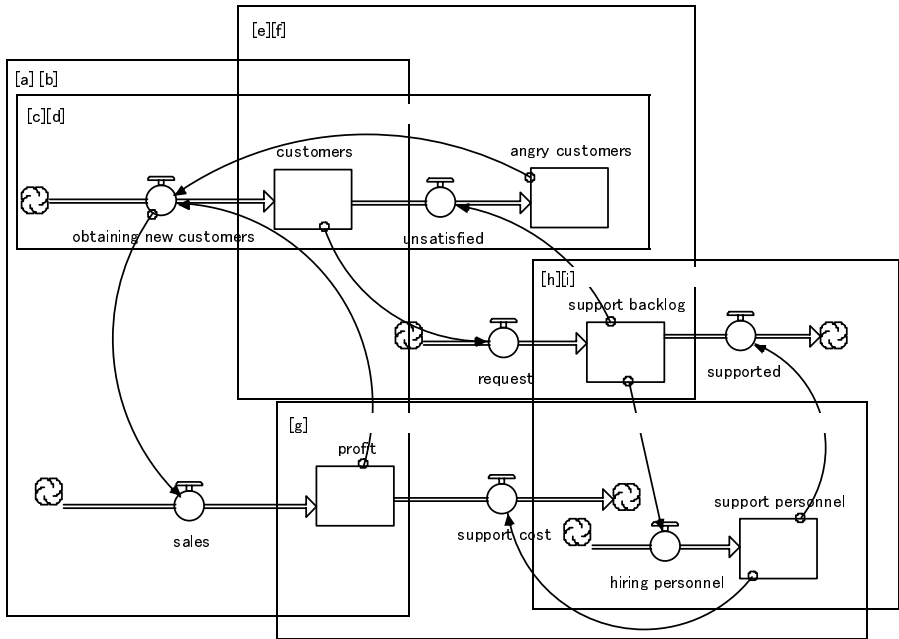 [e][f]
[a] [b]
[c][d]
customers
angry customers
obtaining new customers
unsatisfied
[h][i]
support backlog
request
supported
[g]
profit
support personnel
sales
support cost
hiring personnel